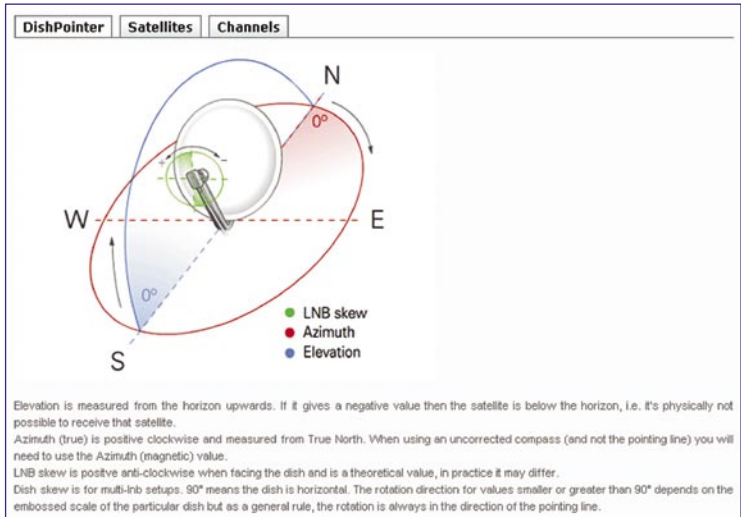 DishPointer Satellites Channels
N
0°
+ -
W E
0°
S
LNB skew
Azimuth
Elevation
Elevation is measured from the horizon upwards. If it gives a negative value then the satellite is below the horizon, i.e. it's physically not
possible to receive that satellite.
Azimuth (true) is positive clockwise and measured from True North. When using an uncorrected compass (and not the pointing line) you will
need to use the Azimuth (magnetic) value.
LNB skew is positve anti-clockwise when facing the dish and is a theoretical value, in practice it may differ.
Dish skew is for multi-lnb setups. 90° means the dish is horizontal. The rotation direction for values smaller or greater than 90° depends on the
embossed scale of the particular dish but as a general rule, the rotation is always in the direction of the pointing line.